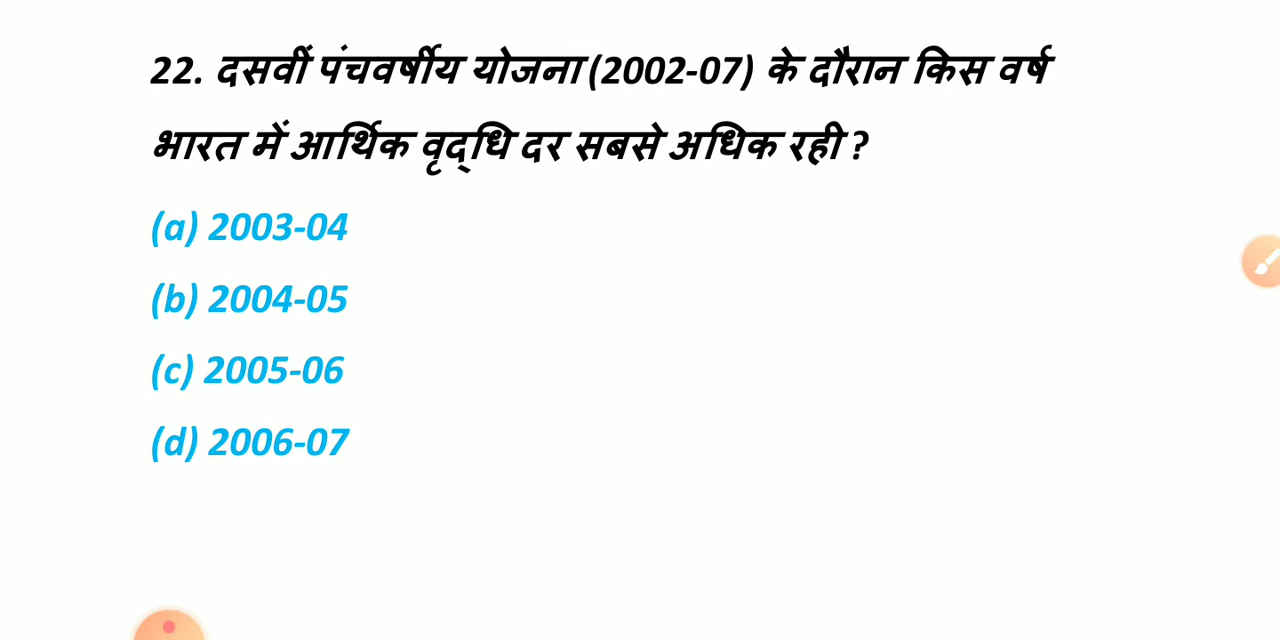 22. दसवीं पंचवर्षीय योजना(2002-07) के दौरान किस वर्ष
भारत में आर्थिक वृद्धि दर सबसे अधिक रही ?
(a) 2003-04
(b) 2004-05
(c) 2005-06
(d) 2006-07